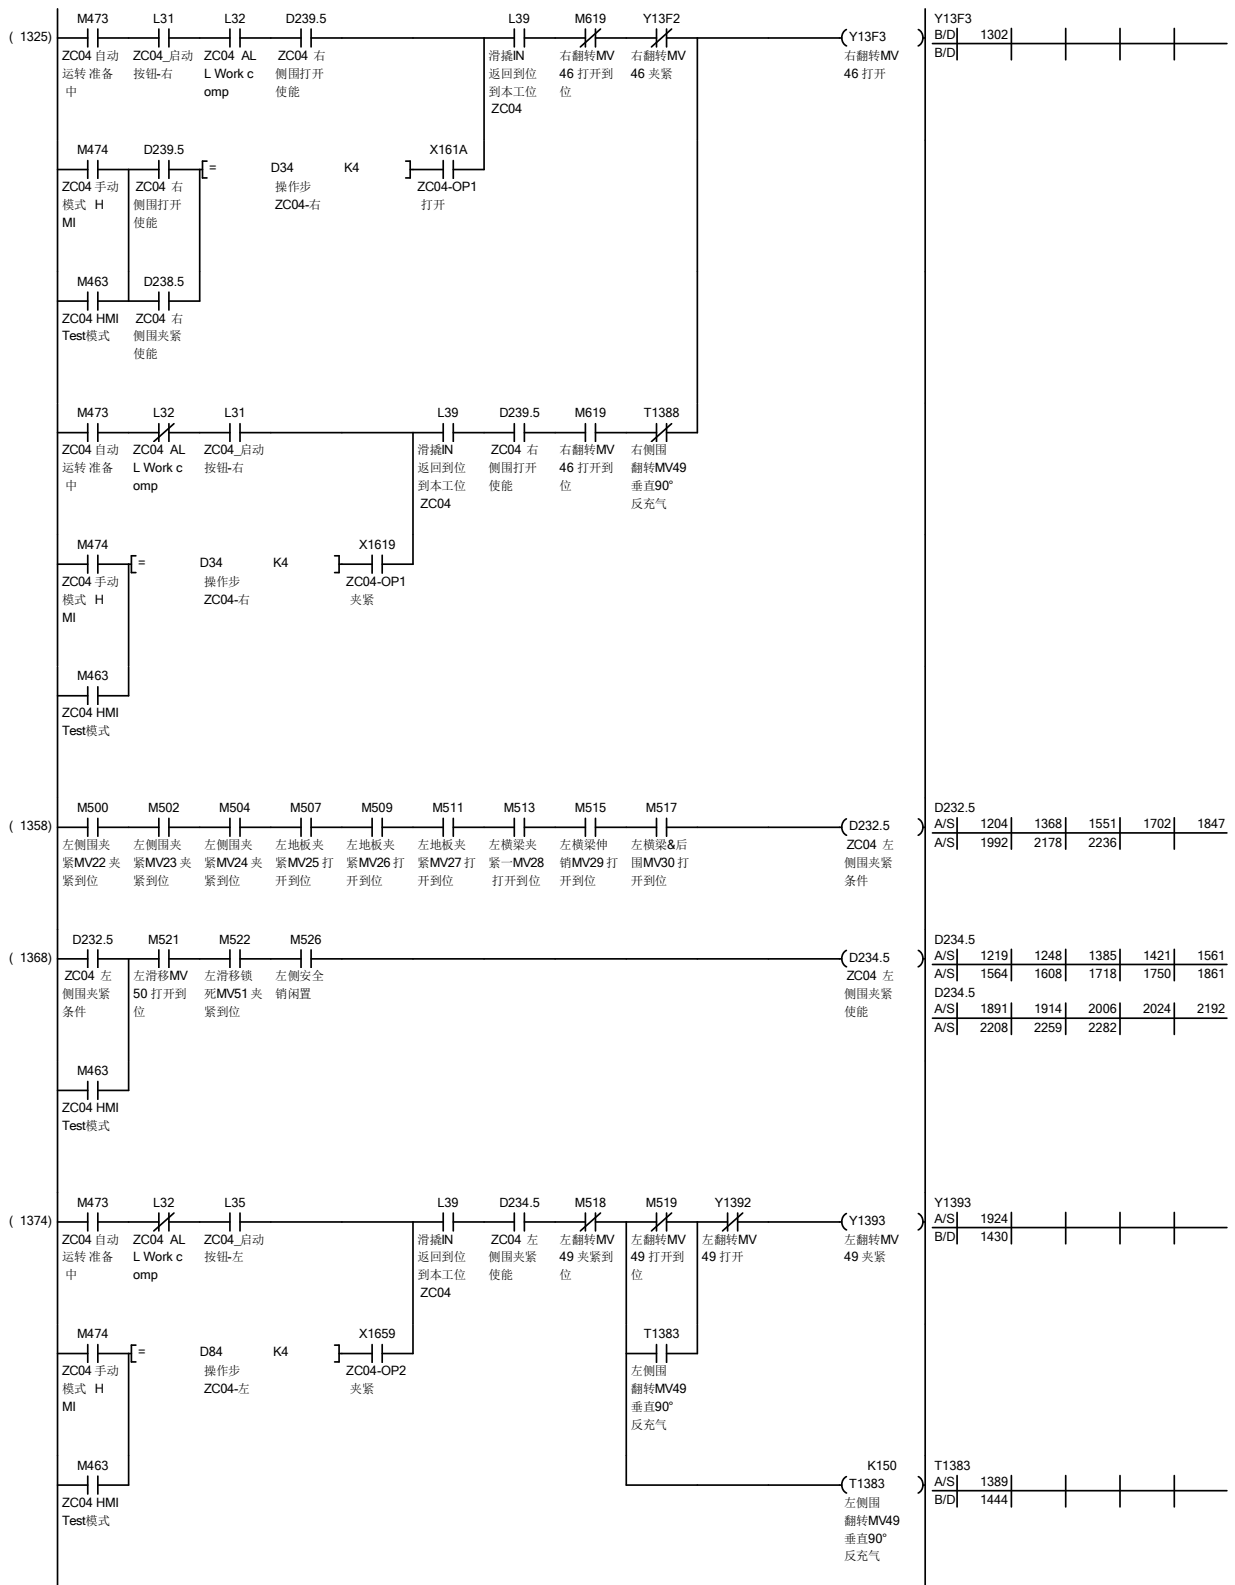 M473 L31 L32 D239.5 L39 M619 Y13F2 Y13F3
( 1325) (Y13F3 ) B/D 1302
ZC04 自动 ZC04_启动 ZC04 AL ZC04 右 滑撬IN 右翻转MV 右翻转MV 右翻转MV B/D
运转 准备 按钮-右 L Work c 侧围打开 返回到位 46 打开到 46 夹紧 46 打开
中 omp 使能 到本工位 位
ZC04
M474 D239.5 X161A
[= D34 K4 ]
ZC04 手动 ZC04 右 操作步 ZC04-OP1
模式 H 侧围打开 ZC04-右 打开
MI 使能
M463 D238.5
ZC04 HMI ZC04 右
Test模式 侧围夹紧
使能
M473 L32 L31 L39 D239.5 M619 T1388
ZC04 自动 ZC04 AL ZC04_启动 滑撬IN ZC04 右 右翻转MV 右侧围
运转 准备 L Work c 按钮-右 返回到位 侧围打开 46 打开到 翻转MV49
中 omp 到本工位 使能 位 垂直90°
ZC04 反充气
M474 X1619
[= D34 K4 ]
ZC04 手动 操作步 ZC04-OP1
模式 H ZC04-右 夹紧
MI
M463
ZC04 HMI
Test模式
M500 M502 M504 M507 M509 M511 M513 M515 M517 D232.5
( 1358) (D232.5 ) A/S 1204 1368 1551 1702 1847
左侧围夹 左侧围夹 左侧围夹 左地板夹 左地板夹 左地板夹 左横梁夹 左横梁伸 左横梁&后 ZC04 左 A/S 1992 2178 2236
紧MV22 夹 紧MV23 夹 紧MV24 夹 紧MV25 打 紧MV26 打 紧MV27 打 紧一MV28 销MV29 打 围MV30 打 侧围夹紧
紧到位 紧到位 紧到位 开到位 开到位 开到位 打开到位 开到位 开到位 条件
D232.5 M521 M522 M526 D234.5
( 1368) (D234.5 ) A/S 1219 1248 1385 1421 1561
ZC04 左 左滑移MV 左滑移锁 左侧安全 ZC04 左 A/S 1564 1608 1718 1750 1861
侧围夹紧 50 打开到 死MV51 夹 销闲置 侧围夹紧 D234.5
条件 位 紧到位 使能 A/S 1891 1914 2006 2024 2192
A/S 2208 2259 2282
M463
ZC04 HMI
Test模式
M473 L32 L35 L39 D234.5 M518 M519 Y1392 Y1393
( 1374) (Y1393 ) A/S 1924
ZC04 自动 ZC04 AL ZC04_启动 滑撬IN ZC04 左 左翻转MV 左翻转MV 左翻转MV 左翻转MV B/D 1430
运转 准备 L Work c 按钮-左 返回到位 侧围夹紧 49 夹紧到 49 打开到 49 打开 49 夹紧
中 omp 到本工位 使能 位 位
ZC04
M474 X1659 T1383
[= D84 K4 ]
ZC04 手动 操作步 ZC04-OP2 左侧围
模式 H ZC04-左 夹紧 翻转MV49
MI 垂直90°
反充气
M463 K150 T1383
(T1383 ) A/S 1389
ZC04 HMI 左侧围 B/D 1444
Test模式 翻转MV49
垂直90°
反充气